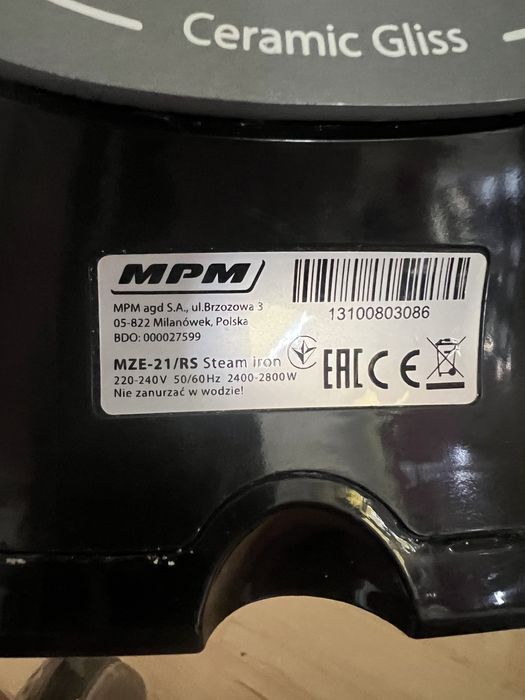 Ceramic Gliss
MPM
MPM agd S.A., ul.Brzozowa 3
05-822 Milanówek, Polska
BDO: 000027599
13100803086
MZE-21/RS Steam iron
220-240V 50/60Hz 2400-2800W
Nie zanurzać w wodzie!
EAC CE